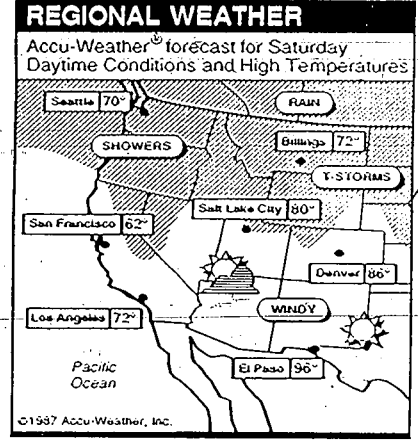 REGIONAL WEATHER
Accu-Weather® forecast for Saturday
Daytime Conditions and High Temperatures
Seattle 70°
RAIN
SHOWERS
Billings 72°
T-STORMS
Salt Lake City 80°
San Francisco 62°
Denver 86°
Los Angeles 72°
WINDY
Pacific
Ocean
El Paso 96°
©1987 Accu-Weather, Inc.